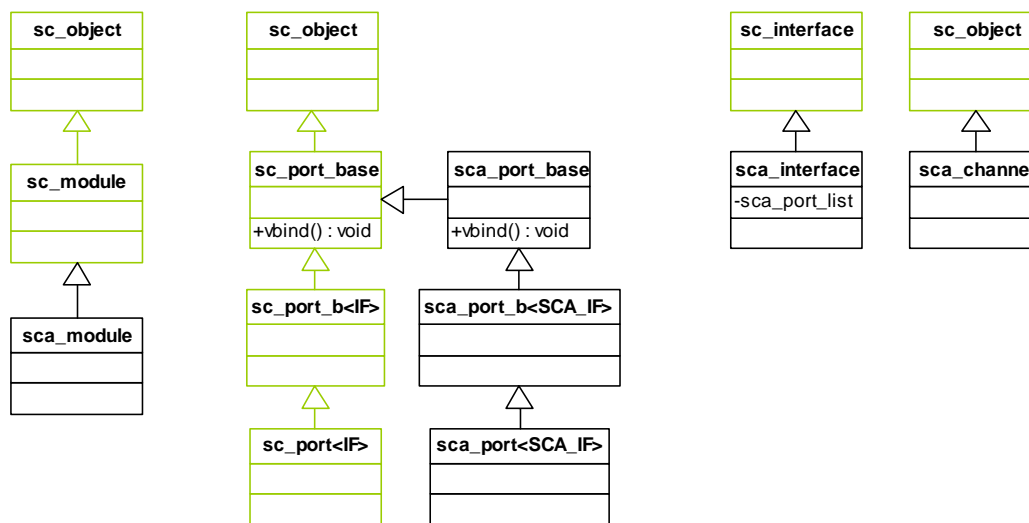 sc_object
sc_object
sc_interface
sc_object
sc_module
sc_port_base
+vbind() : void
sca_port_base
+vbind() : void
sca_interface
-sca_port_list
sca_channe
sc_port_b<IF>
sca_port_b<SCA_IF>
sca_module
sc_port<IF>
sca_port<SCA_IF>